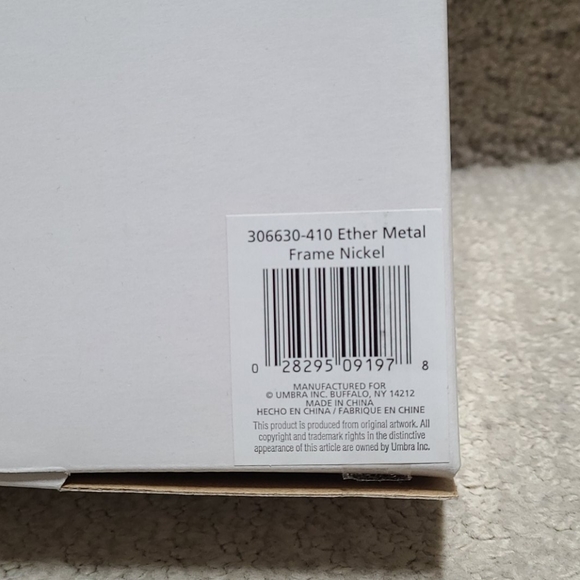 306630-410 Ether Metal
Frame Nickel
0 28295 09197 8
MANUFACTURED FOR
© UMBRA INC. BUFFALO, NY 14212
MADE IN CHINA
HECHO EN CHINA / FABRIQUE EN CHINE
This product is produced from original artwork. All
copyright and trademark rights in the distinctive
appearance of this article are owned by Umbra Inc.